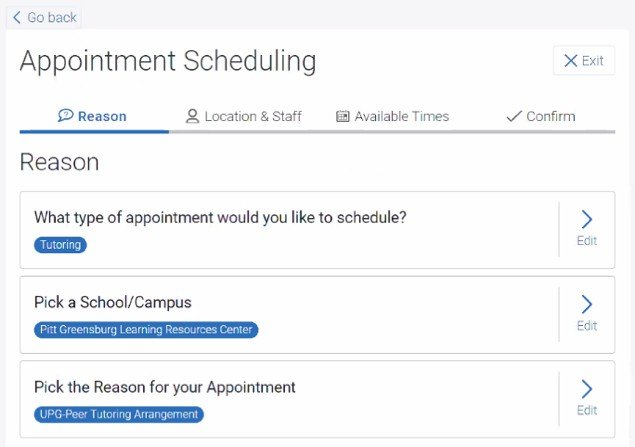 Go back
Appointment Scheduling
Exit
Reason
Location & Staff
Available Times
Confirm
Reason
What type of appointment would you like to schedule?
Tutoring
Edit
Pick a School/Campus
Pitt Greensburg Learning Resources Center
Edit
Pick the Reason for your Appointment
UPG-Peer Tutoring Arrangement
Edit